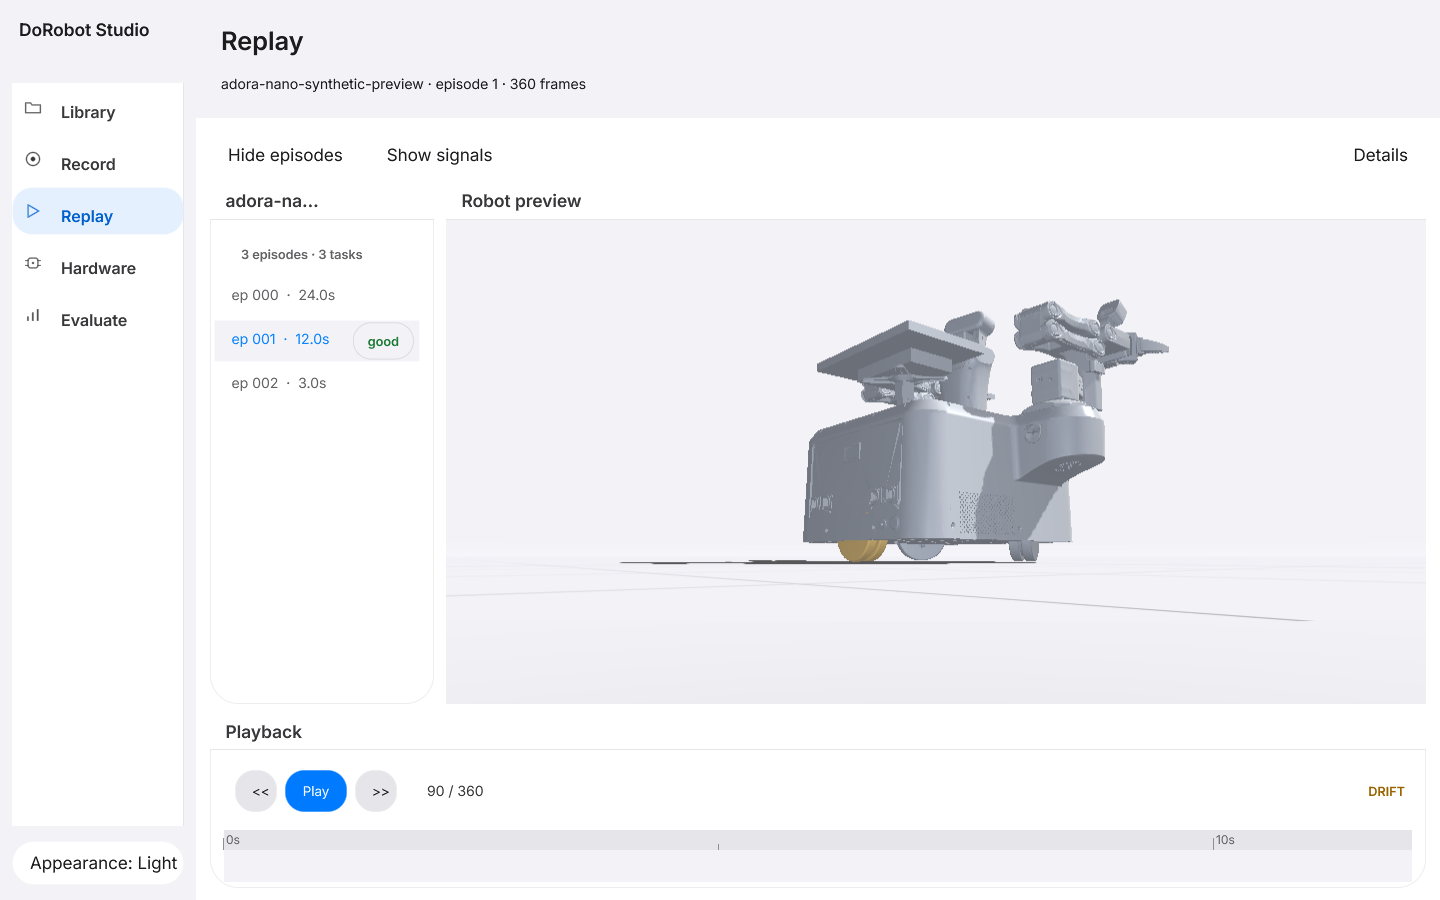 DoRobot Studio
Library
Record
Replay
Hardware
Evaluate
Appearance: Light
Replay
adora-nano-synthetic-preview · episode 1 · 360 frames
Hide episodes
Show signals
Details
adora-na...
3 episodes · 3 tasks
ep 000 · 24.0s
ep 001 · 12.0s
good
ep 002 · 3.0s
Robot preview
Playback
<<
Play
>>
90 / 360
DRIFT
0s
10s